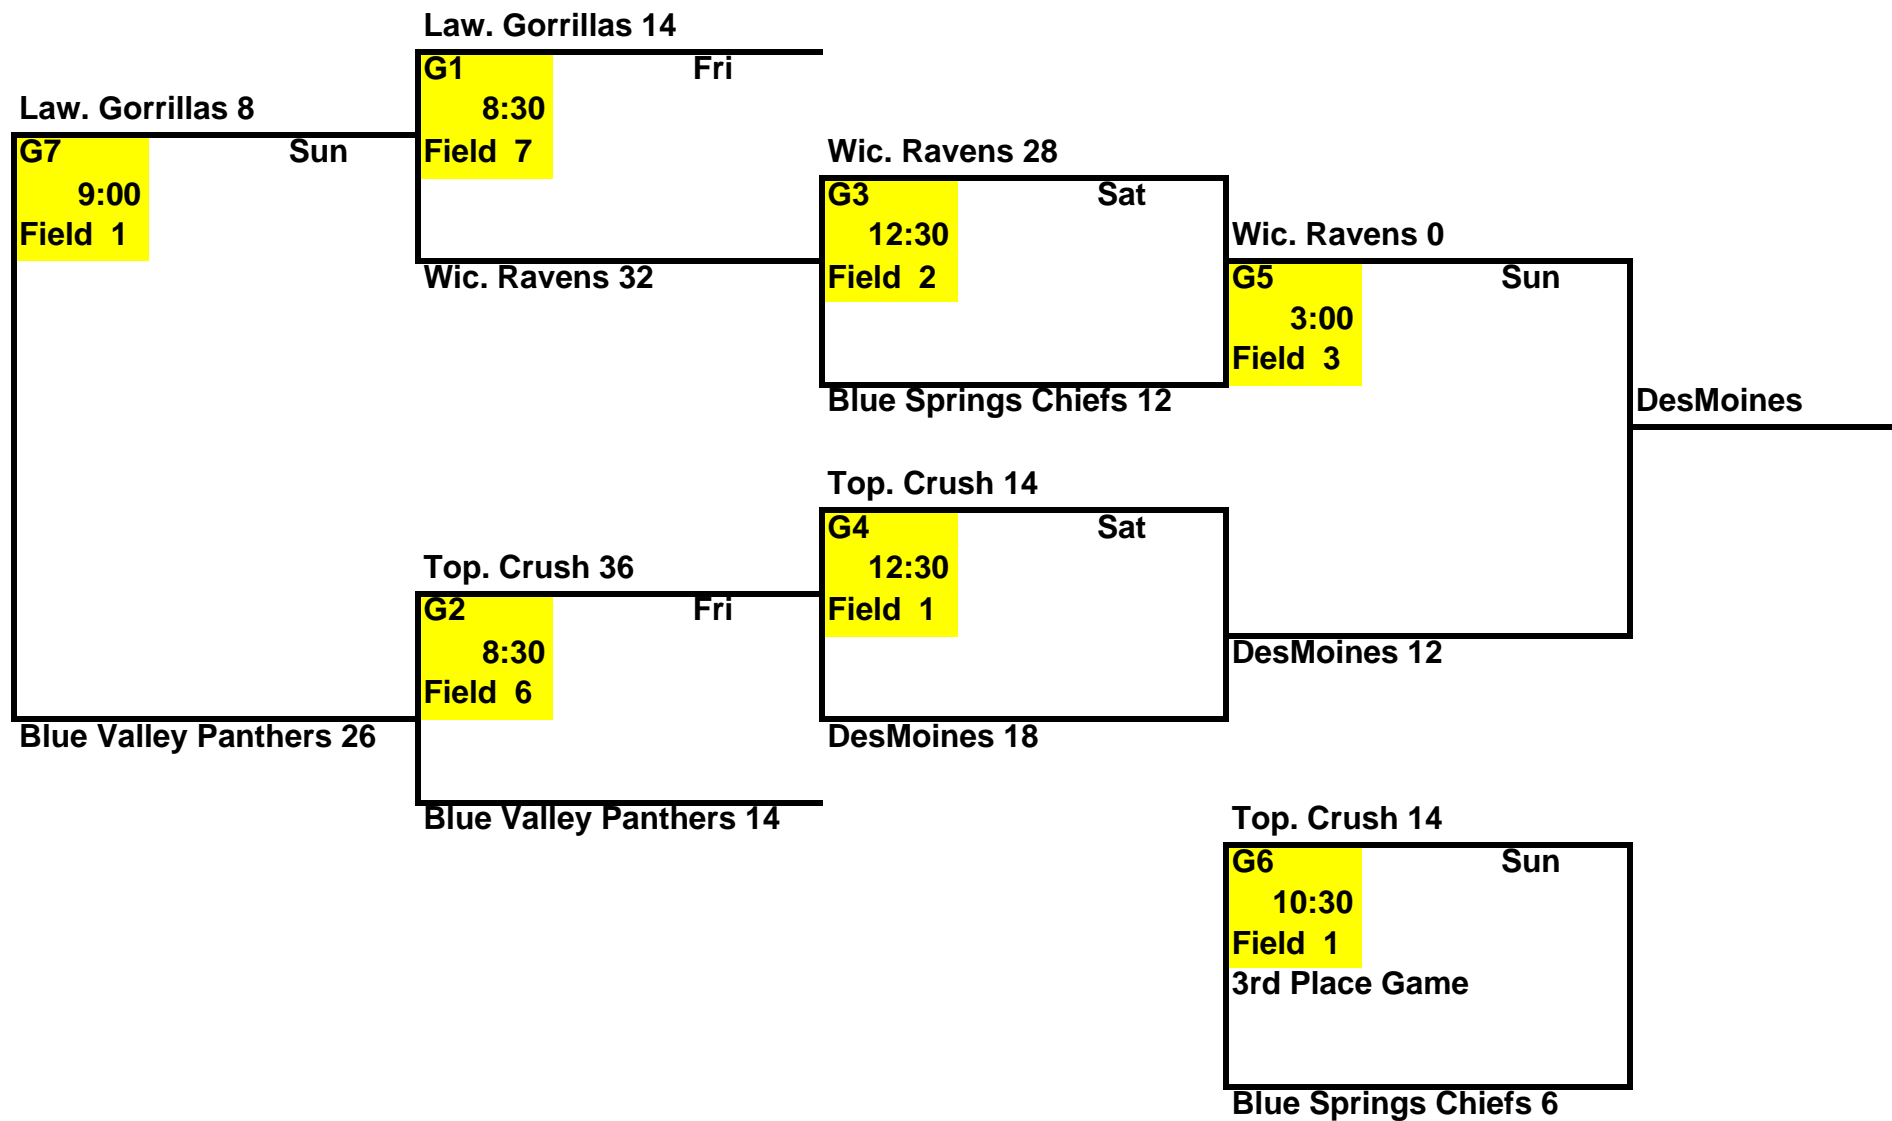 Law. Gorrillas 14
G1 Fri
8:30
Field 7
Wic. Ravens 32
Law. Gorrillas 8
G7 Sun
9:00
Field 1
Blue Valley Panthers 26
Top. Crush 36
G2 Fri
8:30
Field 6
Blue Valley Panthers 14
Wic. Ravens 28
G3 Sat
12:30
Field 2
Blue Springs Chiefs 12
Top. Crush 14
G4 Sat
12:30
Field 1
DesMoines 18
Wic. Ravens 0
G5 Sun
3:00
Field 3
DesMoines 12
DesMoines
Top. Crush 14
G6 Sun
10:30
Field 1
3rd Place Game
Blue Springs Chiefs 6